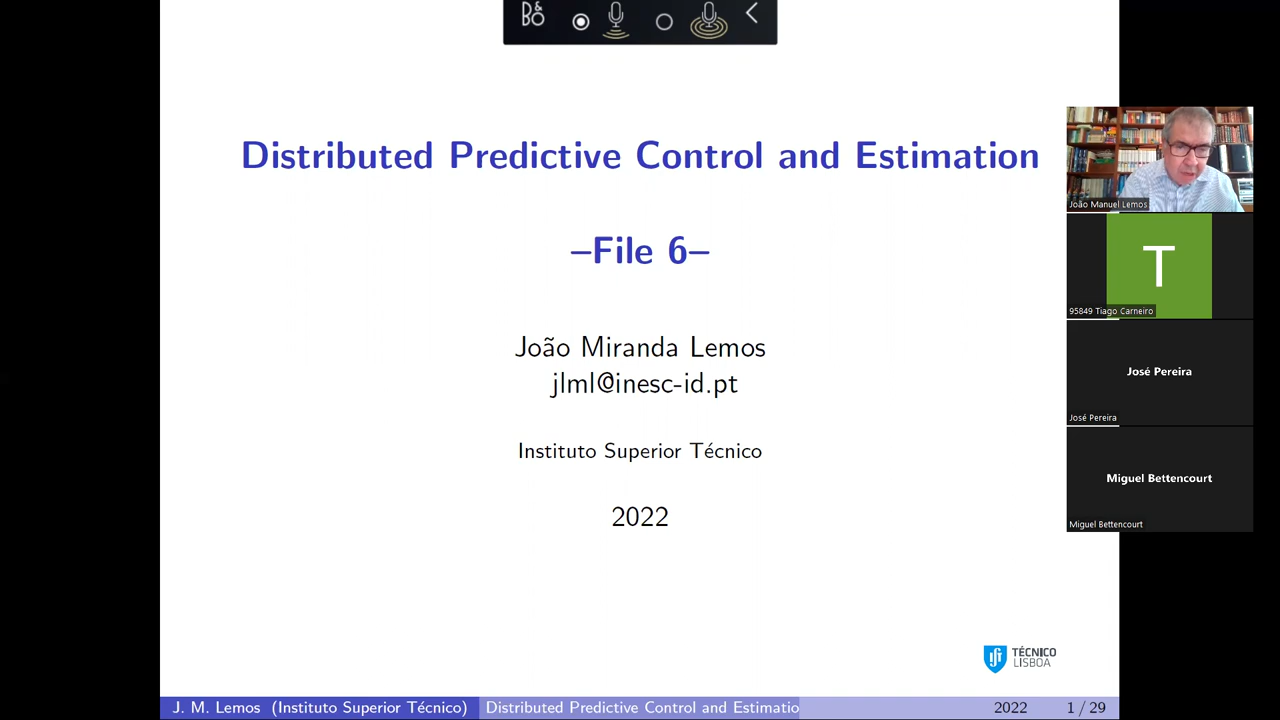 B&O
Distributed Predictive Control and Estimation
–File 6–
João Miranda Lemos
jlml@inesc-id.pt
Instituto Superior Técnico
2022
TÉCNICO
LISBOA
J. M. Lemos (Instituto Superior Técnico)
Distributed Predictive Control and Estimatio
2022
1 / 29
João Manuel Lemos
T
95849 Tiago Carneiro
José Pereira
José Pereira
Miguel Bettencourt
Miguel Bettencourt